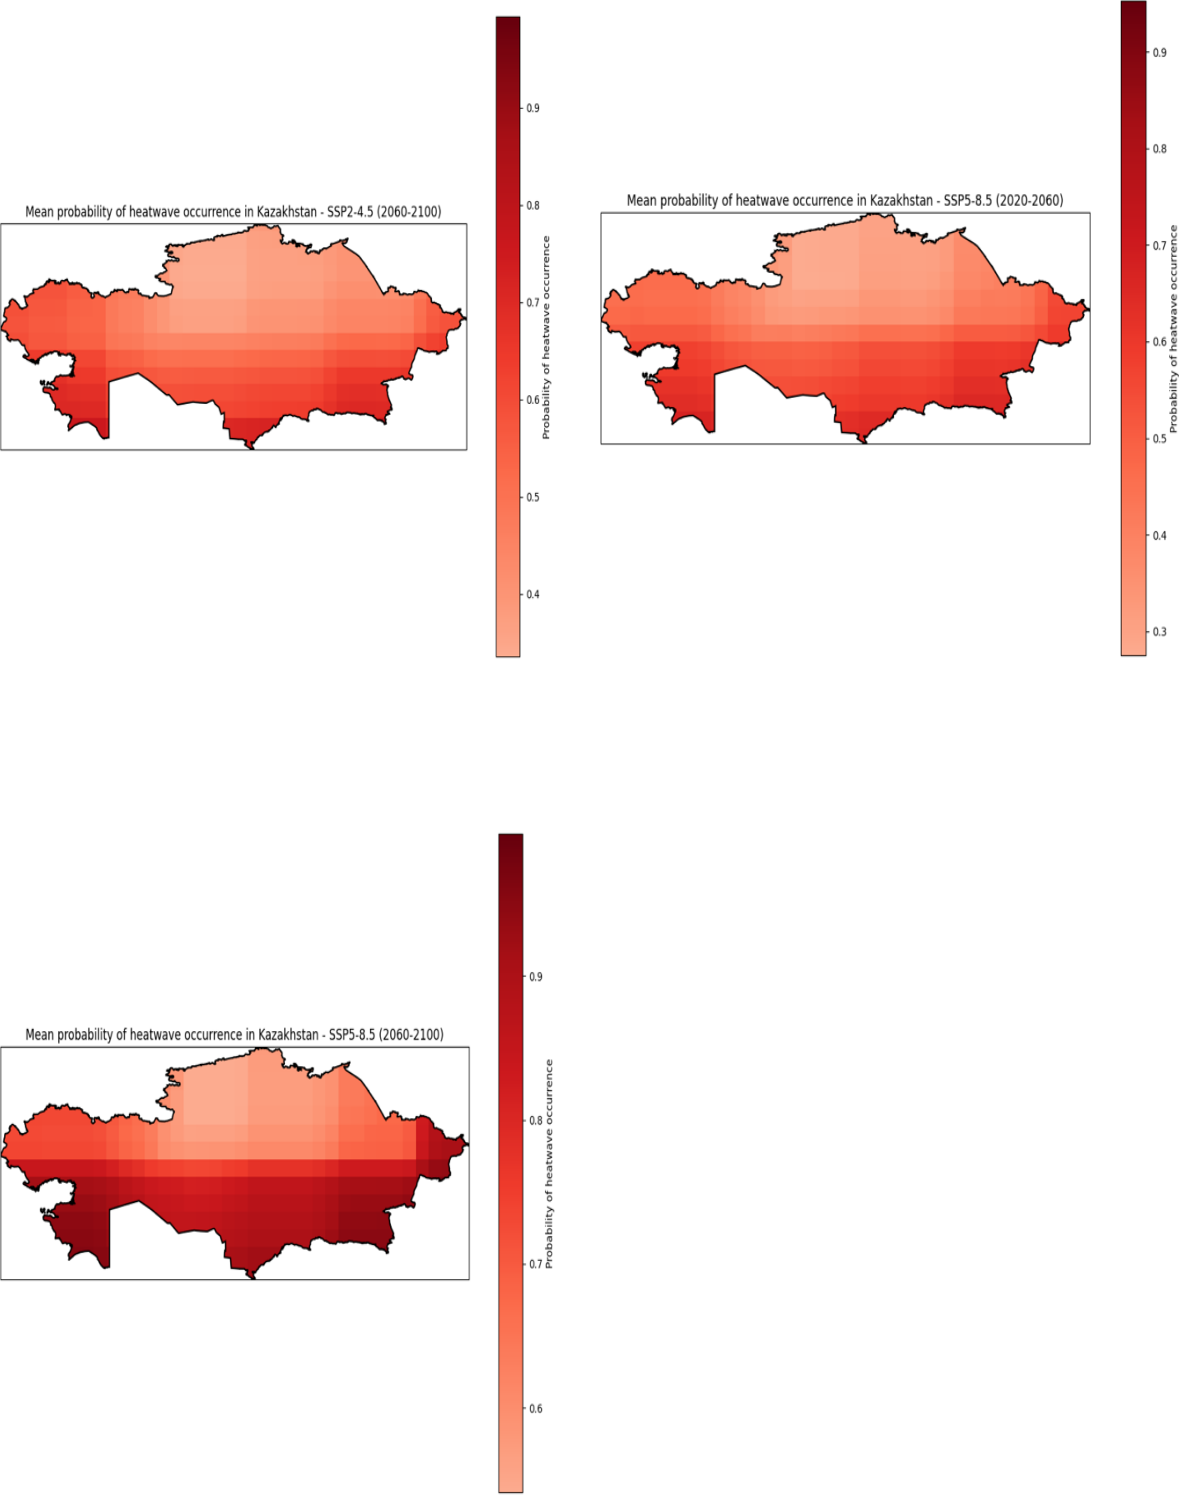 Mean probability of heatwave occurrence in Kazakhstan - SSP2-4.5 (2060-2100)
0.9
0.8
0.7
0.6
0.5
0.4
Probability of heatwave occurrence
Mean probability of heatwave occurrence in Kazakhstan - SSP5-8.5 (2020-2060)
0.9
0.8
0.7
0.6
0.5
0.4
0.3
Probability of heatwave occurrence
Mean probability of heatwave occurrence in Kazakhstan - SSP5-8.5 (2060-2100)
0.9
0.8
0.7
0.6
Probability of heatwave occurrence